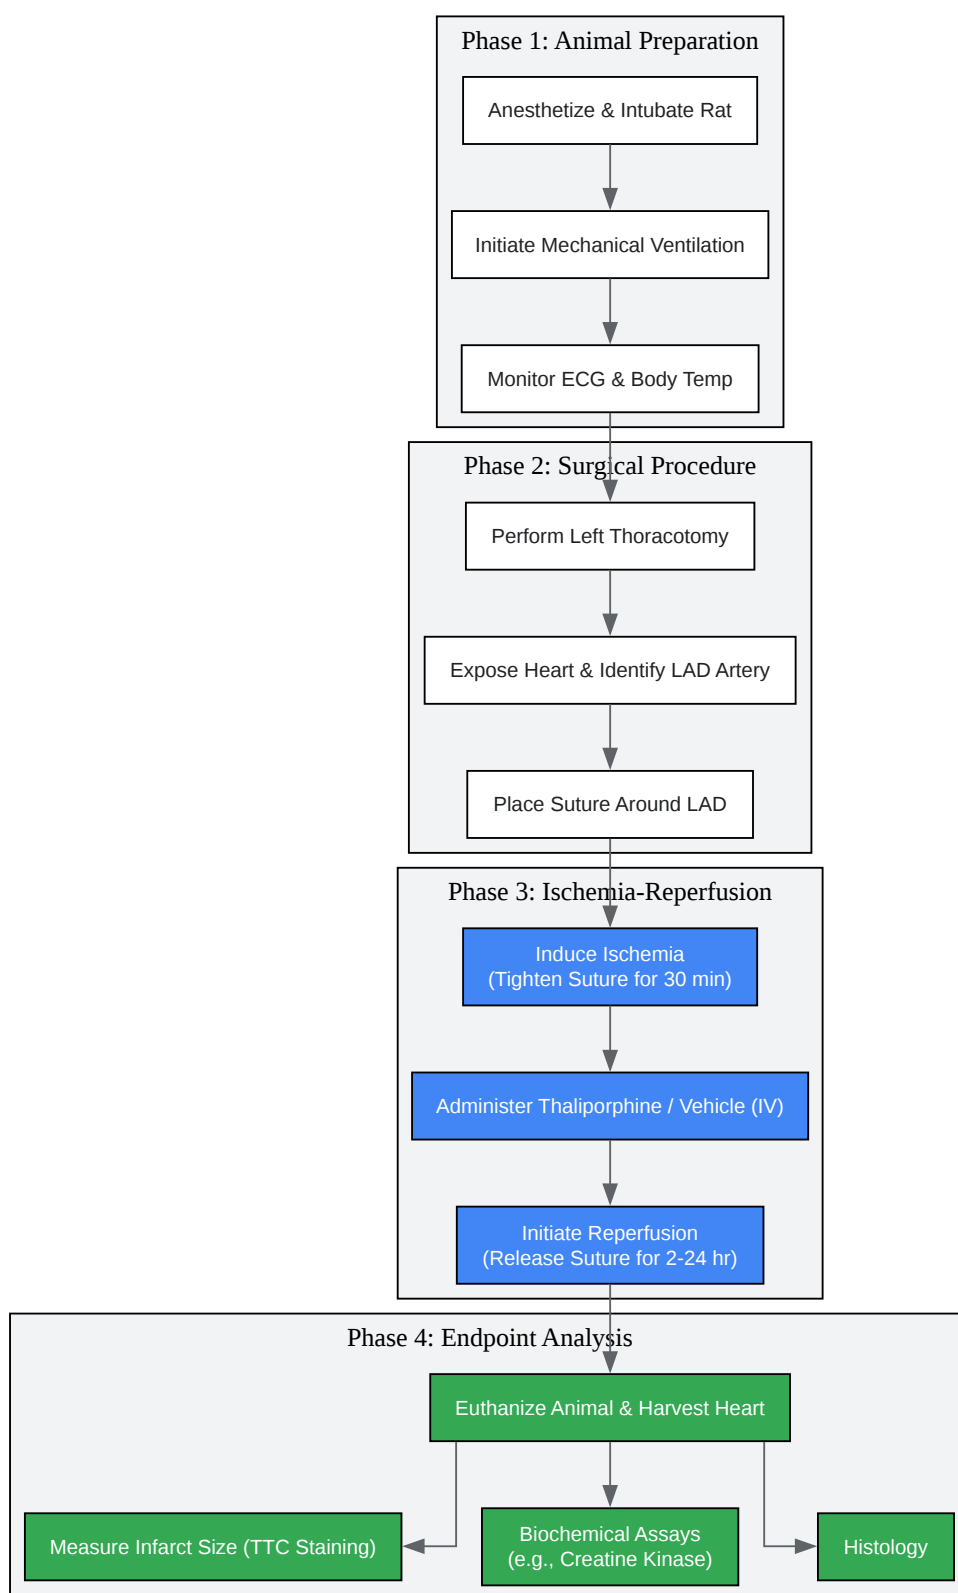 Phase 1: Animal Preparation
Anesthetize & Intubate Rat
Initiate Mechanical Ventilation
Monitor ECG & Body Temp
Phase 2: Surgical Procedure
Perform Left Thoracotomy
Expose Heart & Identify LAD Artery
Place Suture Around LAD
Phase 3: Ischemia-Reperfusion
Induce Ischemia
(Tighten Suture for 30 min)
Administer Thaliporphine / Vehicle (IV)
Initiate Reperfusion
(Release Suture for 2-24 hr)
Phase 4: Endpoint Analysis
Euthanize Animal & Harvest Heart
Measure Infarct Size (TTC Staining)
Biochemical Assays
(e.g., Creatine Kinase)
Histology